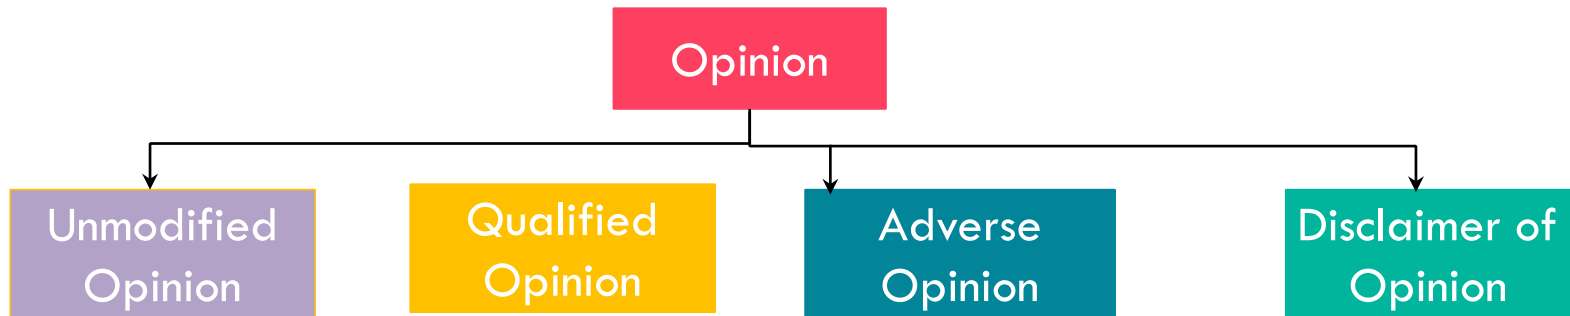 Opinion
Unmodified
Opinion
Qualified
Opinion
Adverse
Opinion
Disclaimer of
Opinion